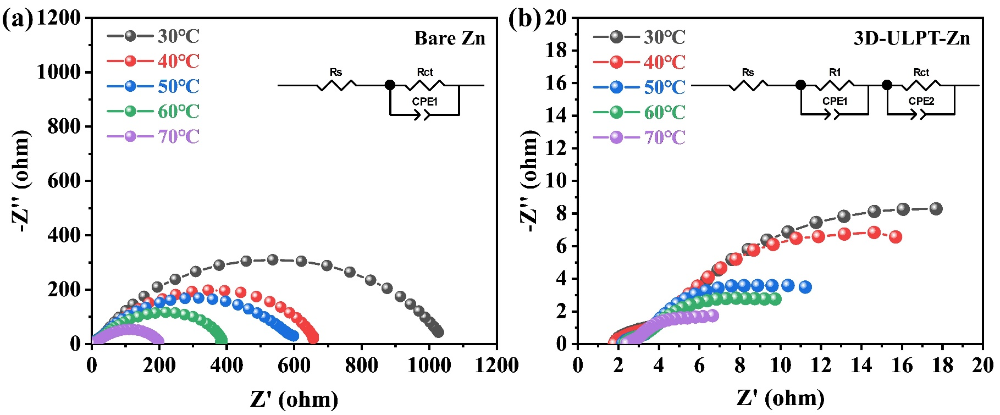 (a)
1200
1000
800
600
400
200
0
-Z'' (ohm)
30℃
40℃
50℃
60℃
70℃
Bare Zn
Rs
Rct
CPE1
0 200 400 600 800 1000 1200
Z' (ohm)
(b)
20
18
16
14
12
10
8
6
4
2
0
-Z'' (ohm)
30℃
40℃
50℃
60℃
70℃
3D-ULPT-Zn
Rs
R1
Rct
CPE1
CPE2
0 2 4 6 8 10 12 14 16 18 20
Z' (ohm)